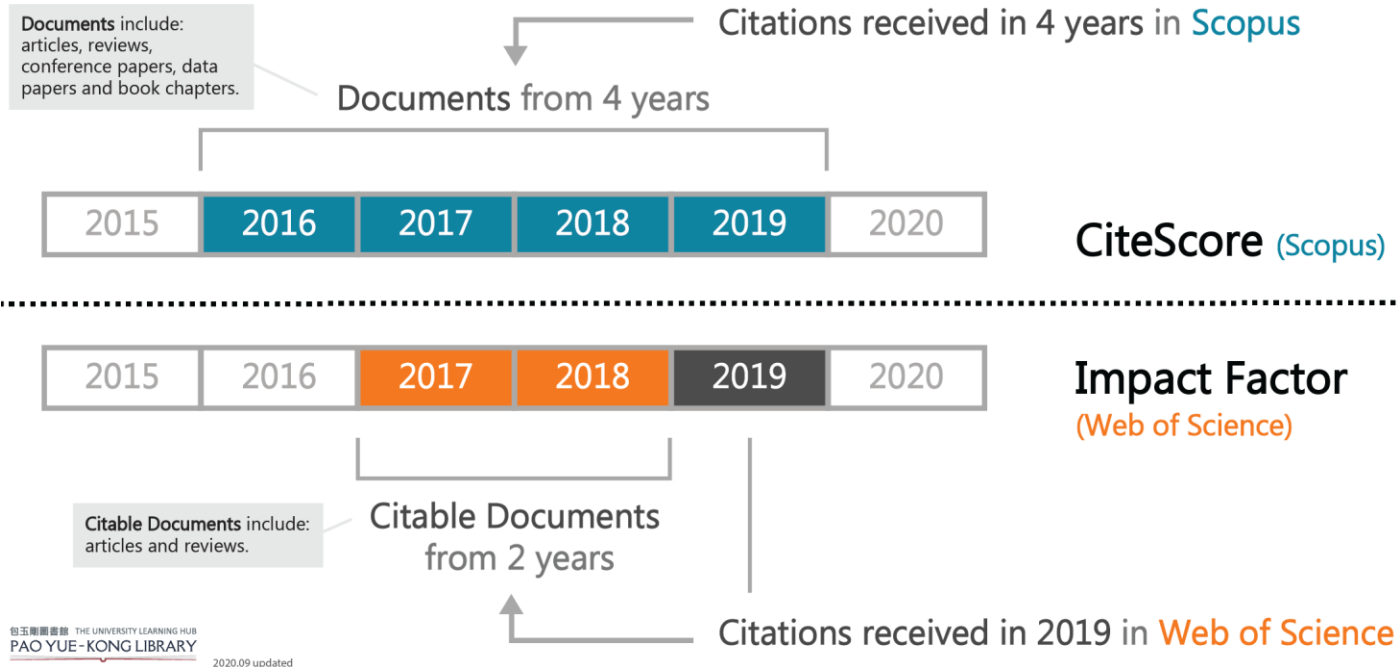 Documents include:
articles, reviews,
conference papers, data
papers and book chapters.
Citations received in 4 years in Scopus
Documents from 4 years
2015 2016 2017 2018 2019 2020
CiteScore (Scopus)
2015 2016 2017 2018 2019 2020
Impact Factor
(Web of Science)
Citable Documents include:
articles and reviews.
Citable Documents
from 2 years
Citations received in 2019 in Web of Science
包玉剛圖書館 THE UNIVERSITY LEARNING HUB
PAO YUE-KONG LIBRARY
2020.09 updated